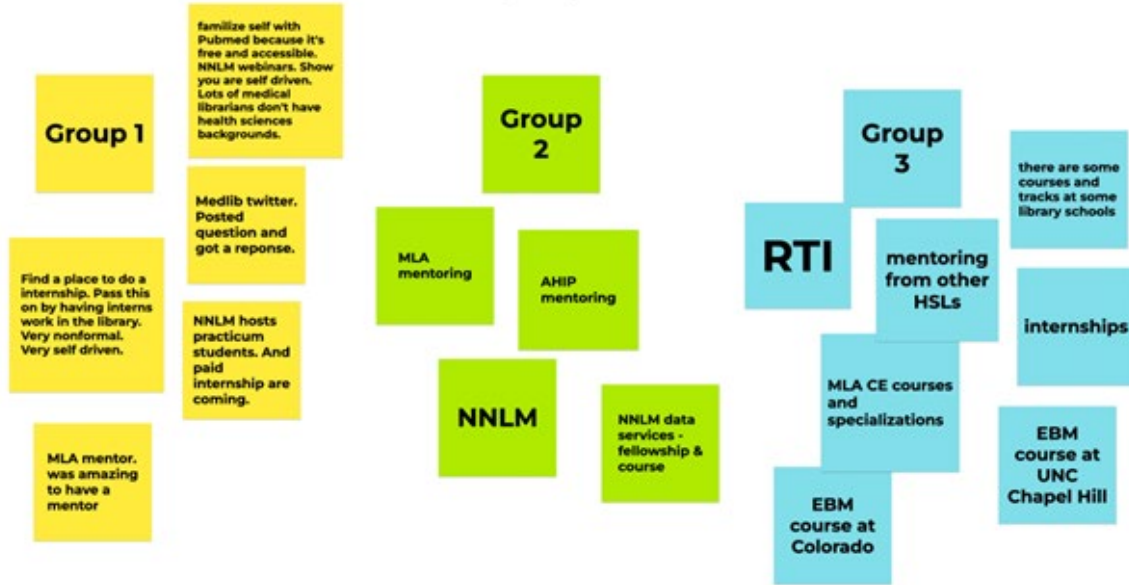 Group 1
familize self with
Pubmed because it's
free and accessible.
NNLM webinars. Show
you are self driven.
Lots of medical
librarians don't have
health sciences
backgrounds.
Medlib twitter.
Posted
question and
got a reponse.
Find a place to do a
internship. Pass this
on by having interns
work in the library.
Very nonformal.
Very self driven.
NNLM hosts
practicum
students. And
paid
internship are
coming.
MLA mentor.
was amazing
to have a
mentor
Group
2
MLA
mentoring
AHIP
mentoring
NNLM
NNLM data
services -
fellowship &
course
Group
3
there are some
courses and
tracks at some
library schools
RTI
mentoring
from other
HSLs
internships
MLA CE courses
and
specializations
EBM
course at
UNC
Chapel Hill
EBM
course at
Colorado